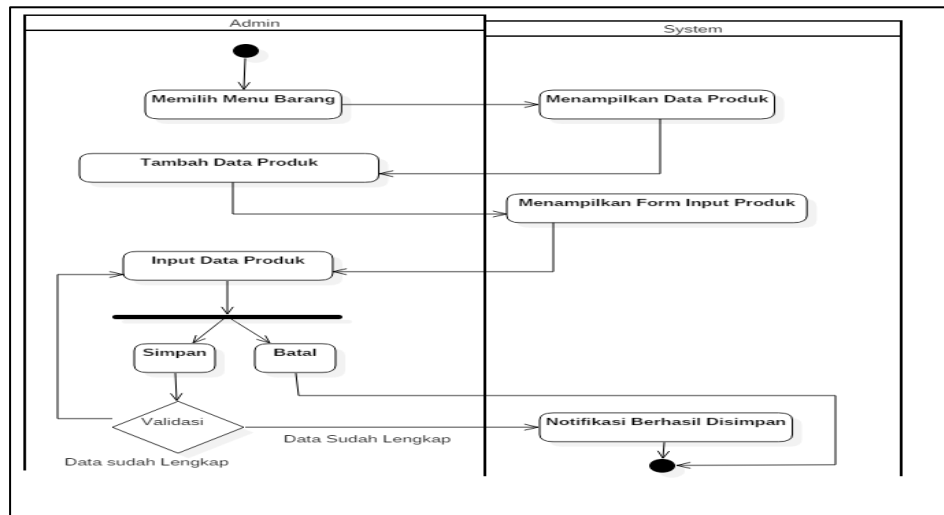 Admin
System
Memilih Menu Barang
Menampilkan Data Produk
Tambah Data Produk
Menampilkan Form Input Produk
Input Data Produk
Simpan
Batal
Validasi
Notifikasi Berhasil Disimpan
Data Sudah Lengkap
Data sudah Lengkap